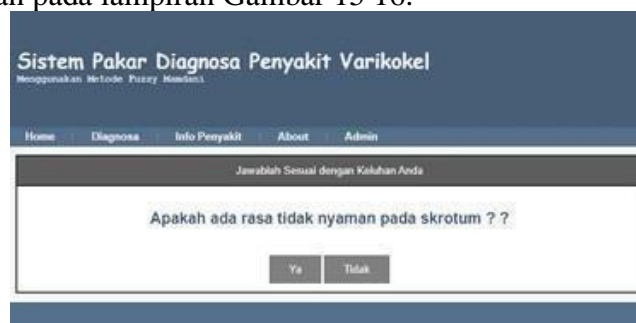 an pada lampiran Gambar 15-16.
Sistem Pakar Diagnosa Penyakit Varikokel
Menggunakan Metode Fuzzy Mamdani
Home Diagnosa Info Penyakit About Admin
Jawablah Sesuai dengan Keluhan Anda
Apakah ada rasa tidak nyaman pada skrotum ? ?
Ya Tidak